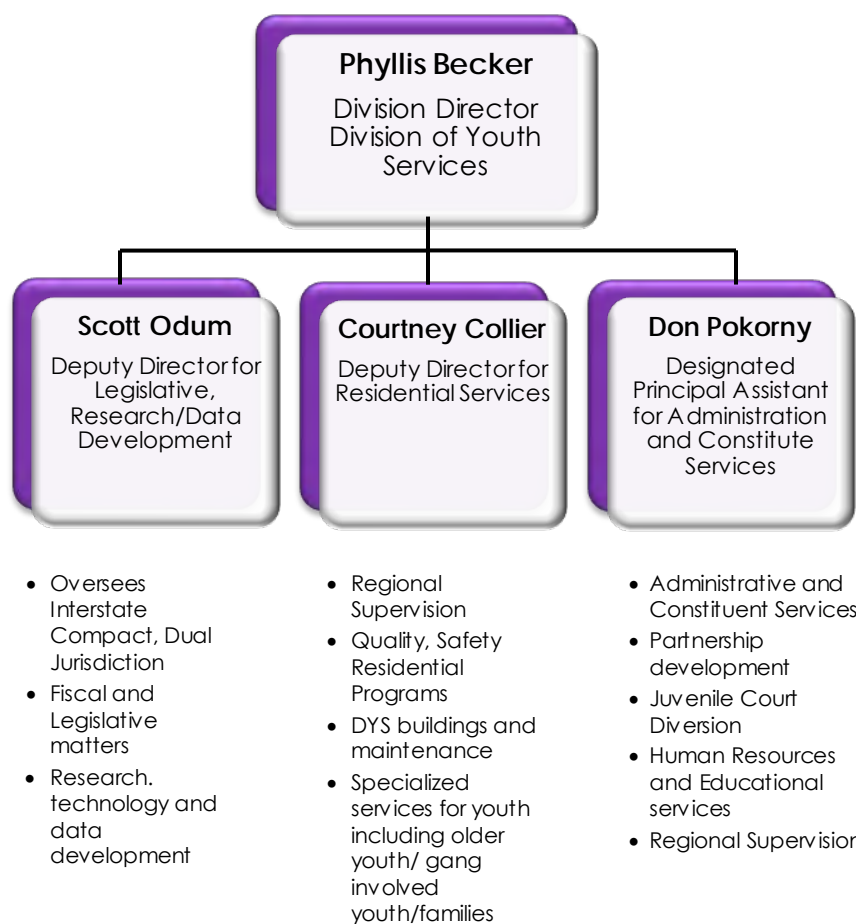 Phyllis Becker
Division Director
Division of Youth
Services
Scott Odum
Deputy Director for
Legislative,
Research/Data
Development
Courtney Collier
Deputy Director for
Residential Services
Don Pokorny
Designated
Principal Assistant
for Administration
and Constitute
Services
• Oversees
Interstate
Compact, Dual
Jurisdiction
• Fiscal and
Legislative
matters
• Research.
technology and
data
development
• Regional
Supervision
• Quality, Safety
Residential
Programs
• DYS buildings and
maintenance
• Specialized
services for youth
including older
youth/ gang
involved
youth/families
• Administrative and
Constituent Services
• Partnership
development
• Juvenile Court
Diversion
• Human Resources
and Educational
services
• Regional Supervision